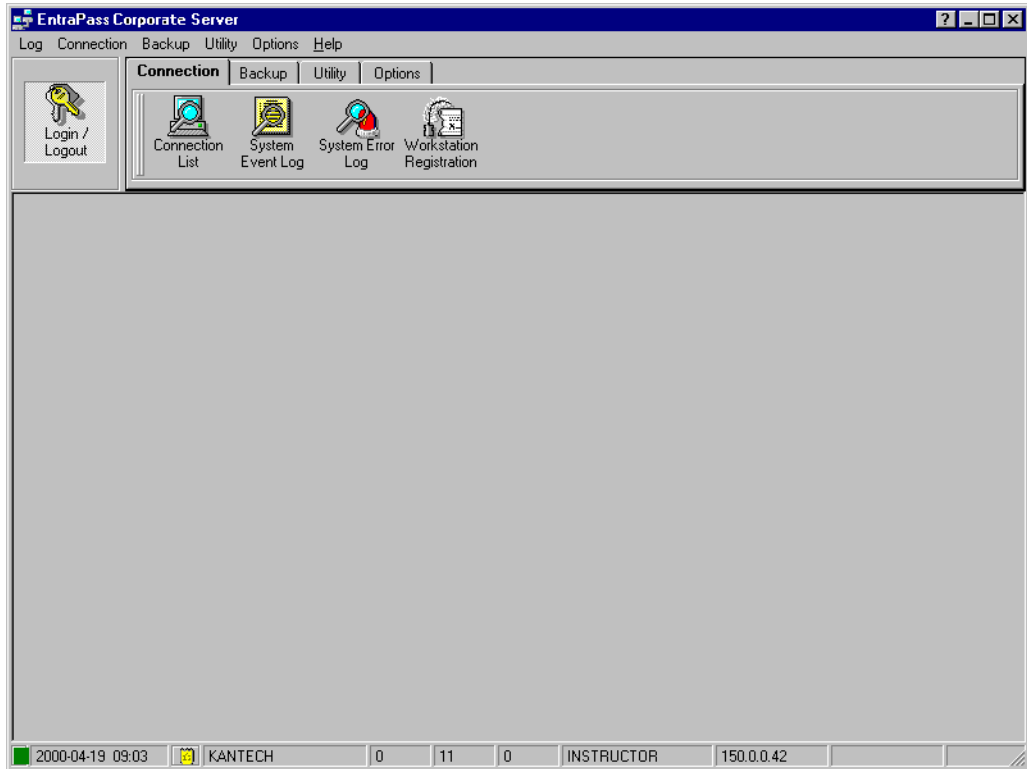 EntraPass Corporate Server
Log Connection Backup Utility Options Help
Connection Backup Utility Options
Login /
Logout
Connection
List
System
Event Log
System Error
Log
Workstation
Registration
2000-04-19 09:03 KANTECH 0 11 0 INSTRUCTOR 150.0.0.42